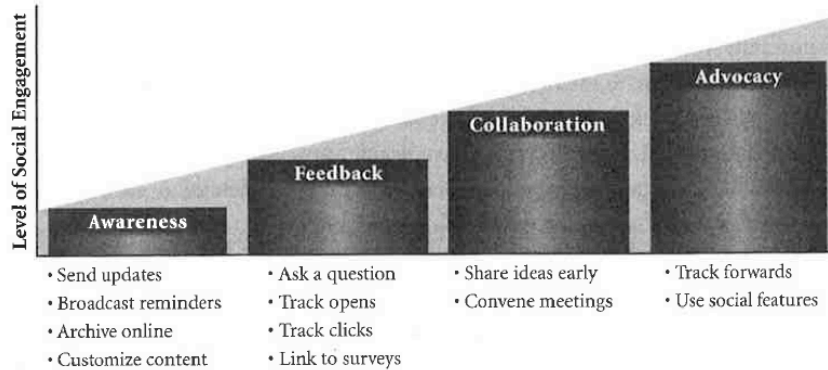 Level of Social Engagement
Awareness
Feedback
Collaboration
Advocacy
• Send updates
• Broadcast reminders
• Archive online
• Customize content
• Ask a question
• Track opens
• Track clicks
• Link to surveys
• Share ideas early
• Convene meetings
• Track forwards
• Use social features